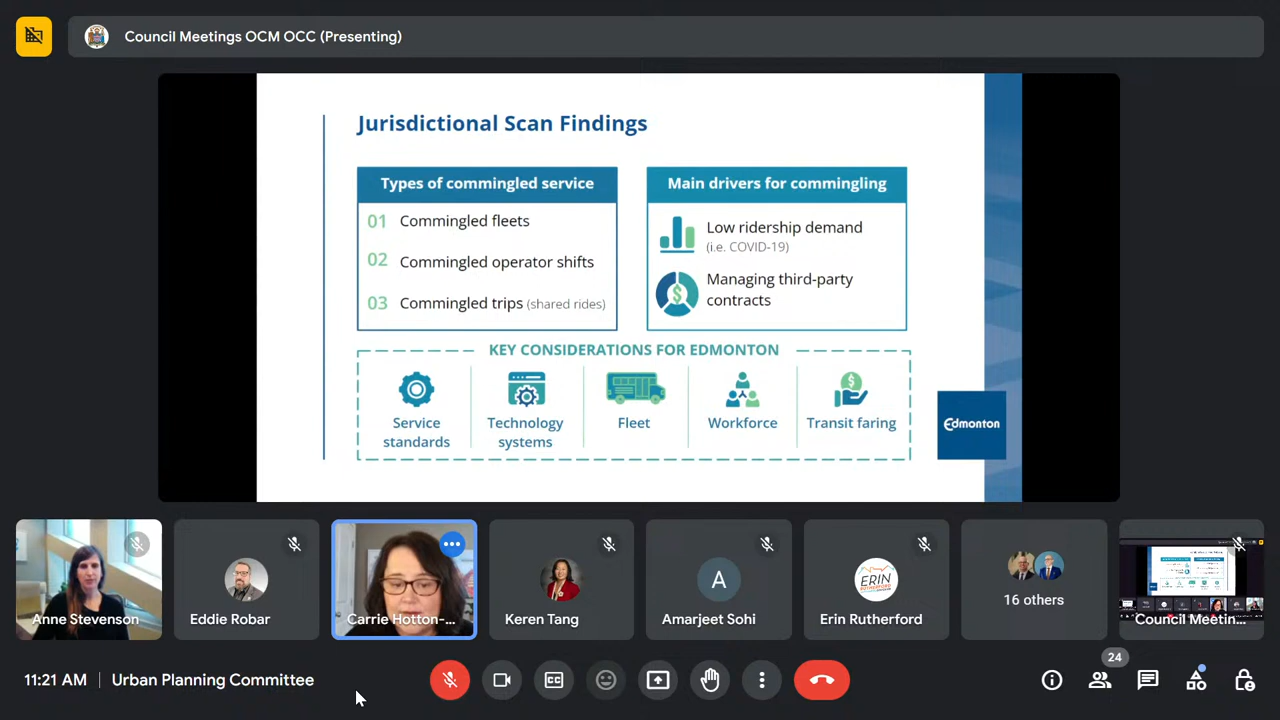 Council Meetings OCM OCC (Presenting)
Jurisdictional Scan Findings
Types of commingled service
01 Commingled fleets
02 Commingled operator shifts
03 Commingled trips (shared rides)
Main drivers for commingling
Low ridership demand
(i.e. COVID-19)
Managing third-party
contracts
KEY CONSIDERATIONS FOR EDMONTON
Service
standards
Technology
systems
Fleet
Workforce
Transit faring
Edmonton
Anne Stevenson
Eddie Robar
Carrie Hotton-...
Keren Tang
A
Amarjeet Sohi
ERIN
RUTHERFORD
Erin Rutherford
16 others
Council Meetin...
11:21 AM | Urban Planning Committee
24